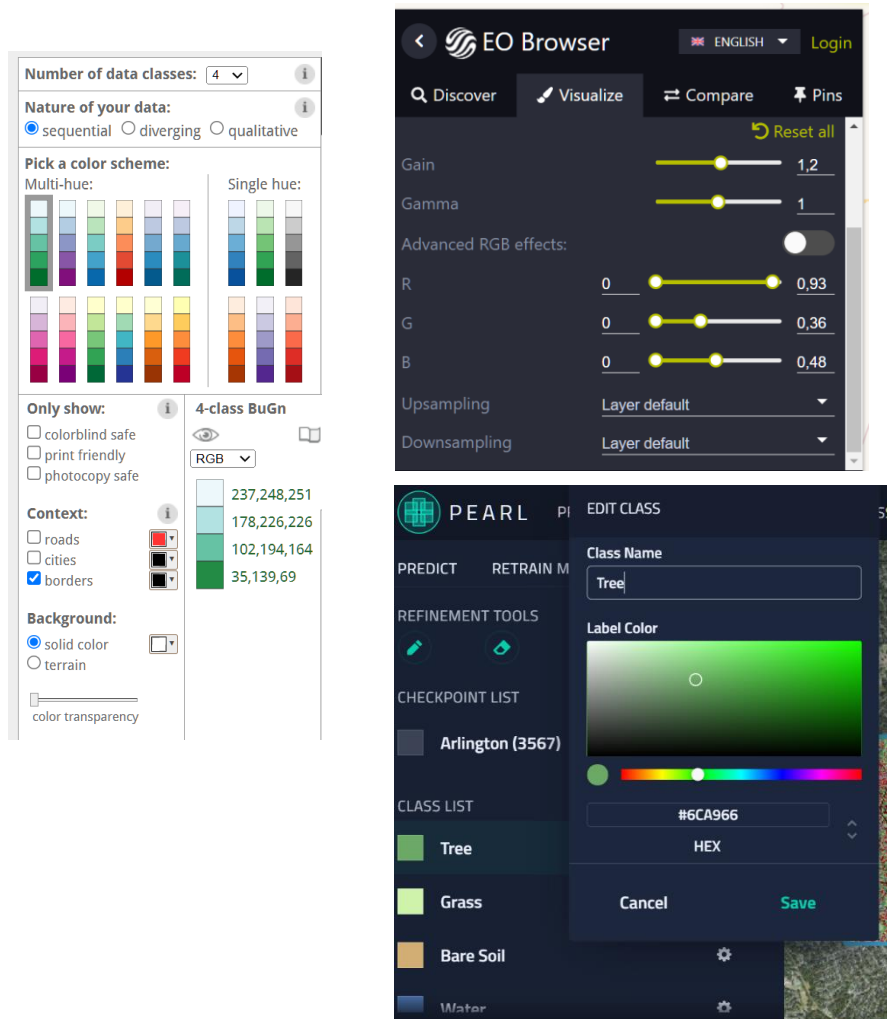 Number of data classes: 4 i
Nature of your data: i
sequential diverging qualitative
Pick a color scheme:
Multi-hue: Single hue:
Only show: i
colorblind safe
print friendly
photocopy safe
Context: i
roads
cities
borders
Background:
solid color
terrain
color transparency
4-class BuGn
RGB
237,248,251
178,226,226
102,194,164
35,139,69
EO Browser ENGLISH Login
Discover Visualize Compare Pins
Reset all
Gain 1,2
Gamma 1
Advanced RGB effects:
R 0 0,93
G 0 0,36
B 0 0,48
Upsampling Layer default
Downsampling Layer default
PEARL
PREDICT RETRAIN M
REFINEMENT TOOLS
CHECKPOINT LIST
Arlington (3567)
CLASS LIST
Tree
Grass
Bare Soil
Water
EDIT CLASS
Class Name
Tree
Label Color
#6CA966
HEX
Cancel Save